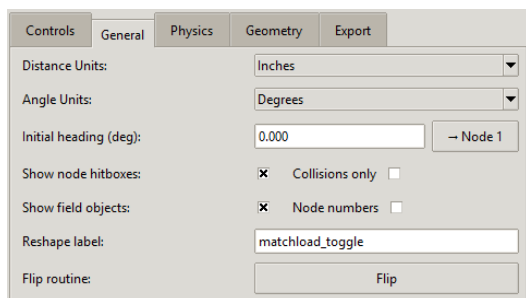 Controls General Physics Geometry Export
Distance Units: Inches
Angle Units: Degrees
Initial heading (deg): 0.000 → Node 1
Show node hitboxes: Collisions only
Show field objects: Node numbers
Reshape label: matchload_toggle
Flip routine: Flip